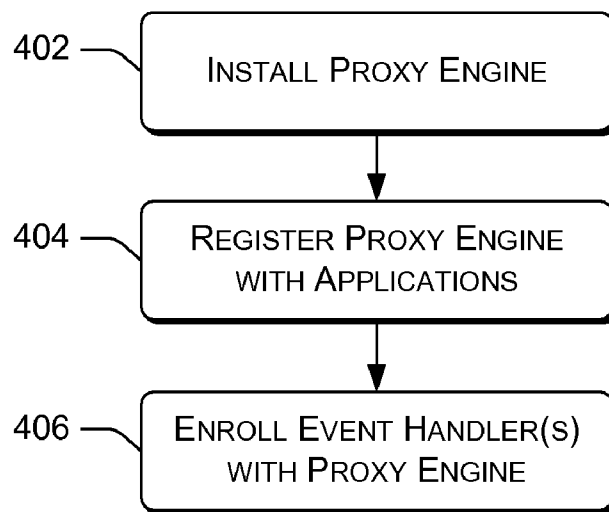 402
INSTALL PROXY ENGINE
404
REGISTER PROXY ENGINE
WITH APPLICATIONS
406
ENROLL EVENT HANDLER(S)
WITH PROXY ENGINE